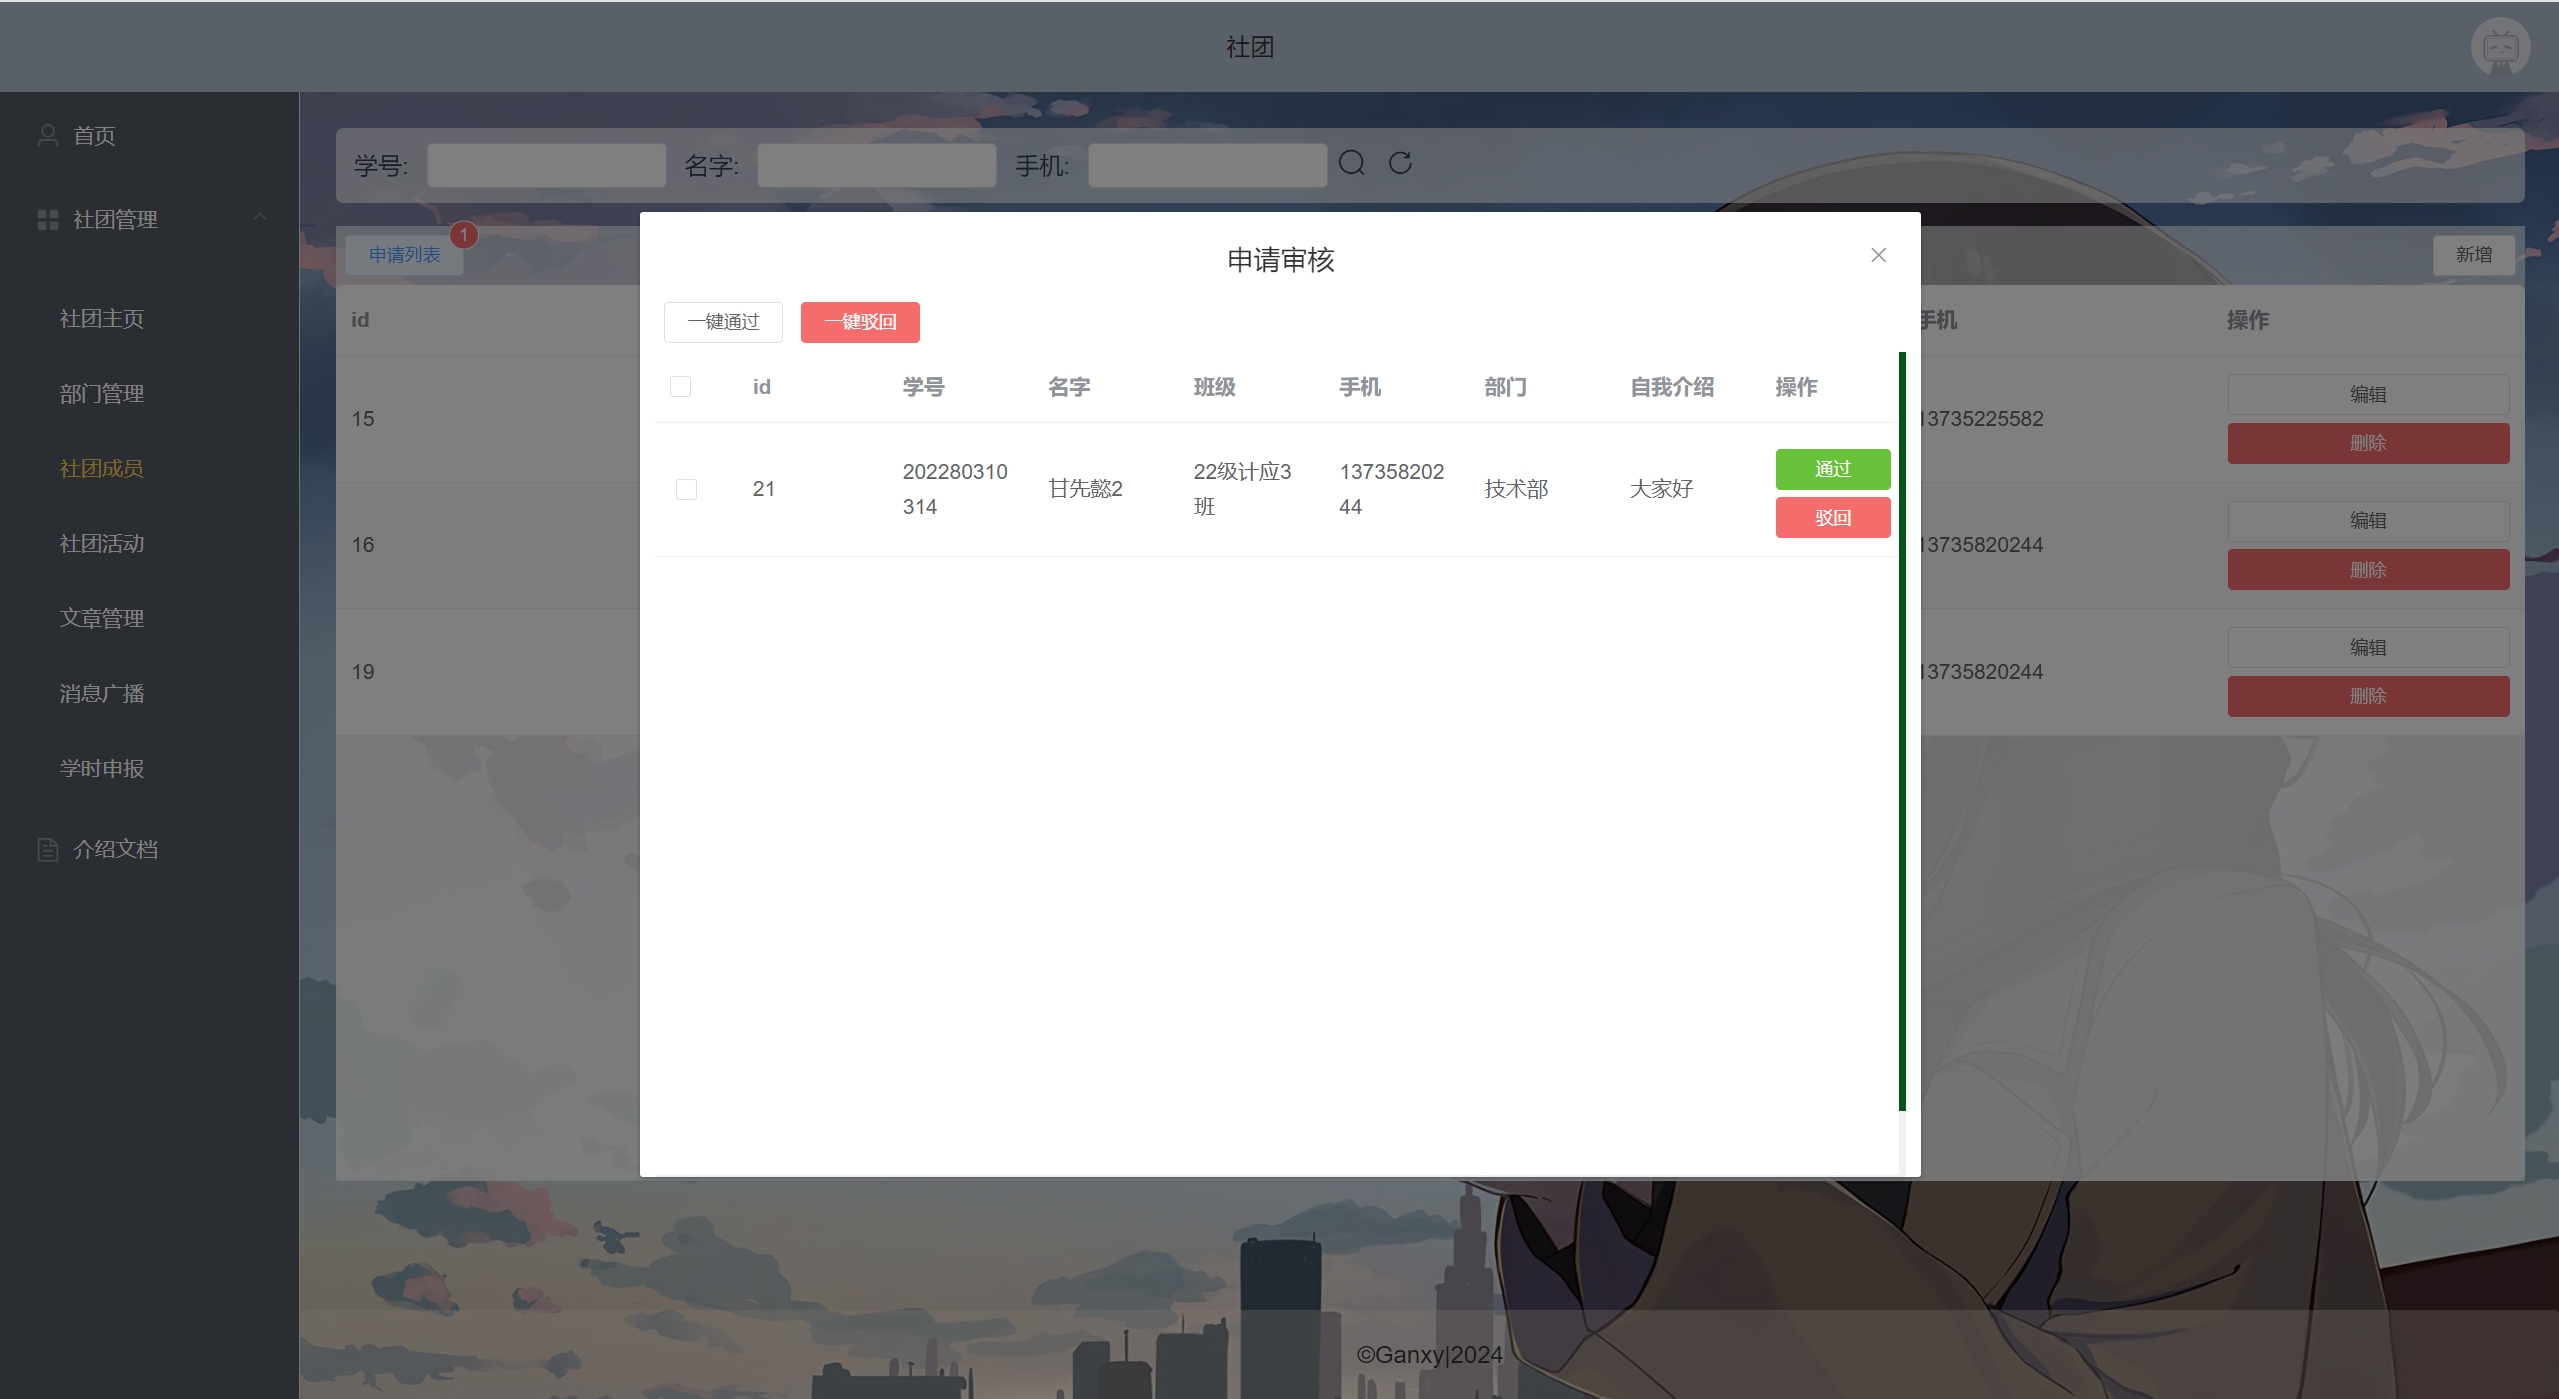 社团
首页
社团管理
社团主页
部门管理
社团成员
社团活动
文章管理
消息广播
学时申报
介绍文档
学号: 名字: 手机:
申请列表 1 新增
id 手机 操作
15 13735225582 编辑
删除
16 13735820244 编辑
删除
19 13735820244 编辑
删除
申请审核
一键通过 一键驳回
id 学号 名字 班级 手机 部门 自我介绍 操作
21 202280310 甘先懿2 22级计应3 137358202 技术部 大家好 通过
314 班 44 驳回
©Ganxy|2024